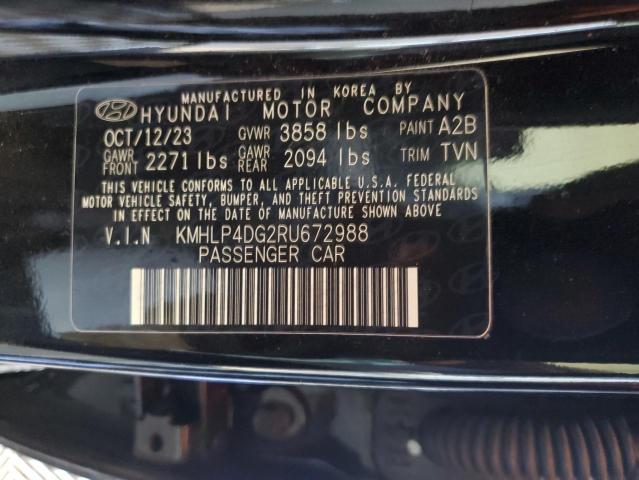 MANUFACTURED IN KOREA BY
HYUNDAI MOTOR COMPANY
OCT/12/23 GVWR 3858 lbs PAINT A2B
GAWR FRONT 2271 lbs GAWR REAR 2094 lbs TRIM TVN
THIS VEHICLE CONFORMS TO ALL APPLICABLE U.S.A. FEDERAL
MOTOR VEHICLE SAFETY, BUMPER, AND THEFT PREVENTION STANDARDS
IN EFFECT ON THE DATE OF MANUFACTURE SHOWN ABOVE
V.I.N KMHLP4DG2RU672988
PASSENGER CAR